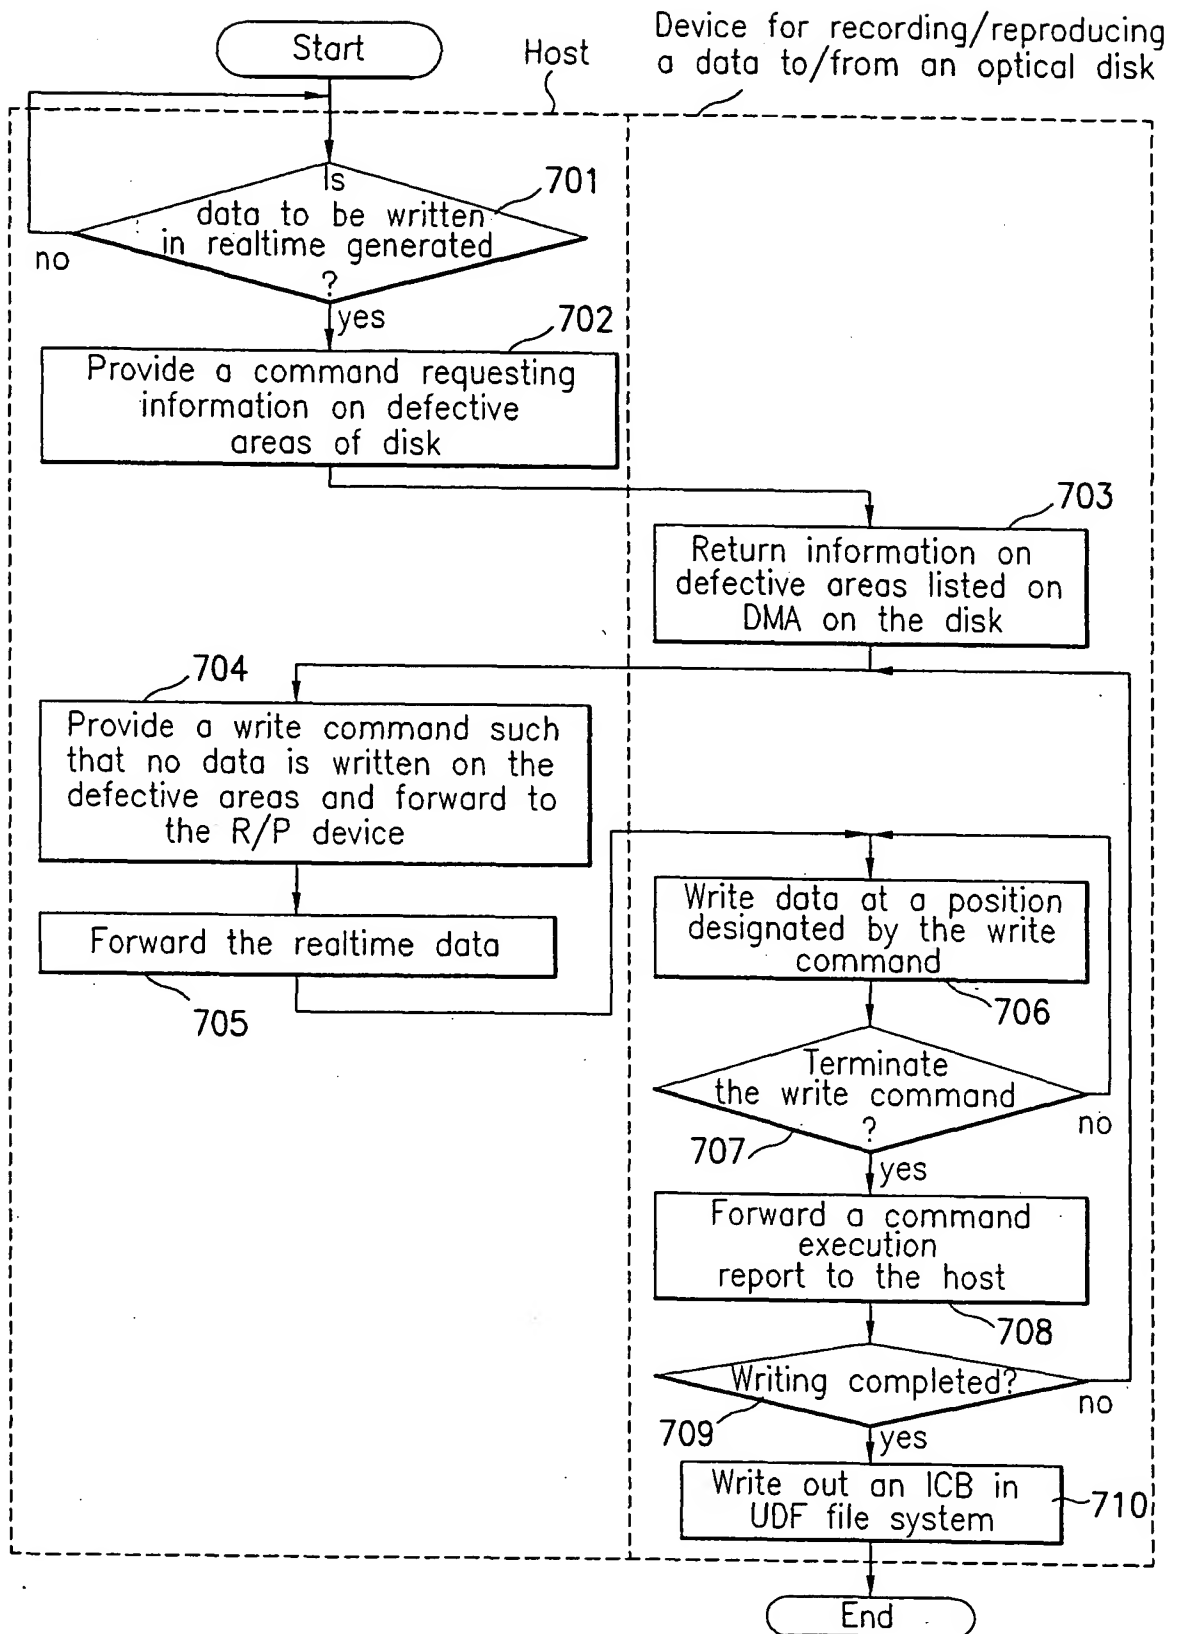 Start
Host
Device for recording/reproducing
a data to/from an optical disk
Is
data to be written
in realtime generated
?
701
no
yes
702
Provide a command requesting
information on defective
areas of disk
703
Return information on
defective areas listed on
DMA on the disk
704
Provide a write command such
that no data is written on the
defective areas and forward to
the R/P device
Forward the realtime data
705
Write data at a position
designated by the write
command
706
Terminate
the write command
?
707
no
yes
Forward a command
execution
report to the host
708
Writing completed?
no
709
yes
Write out an ICB in
UDF file system
710
End